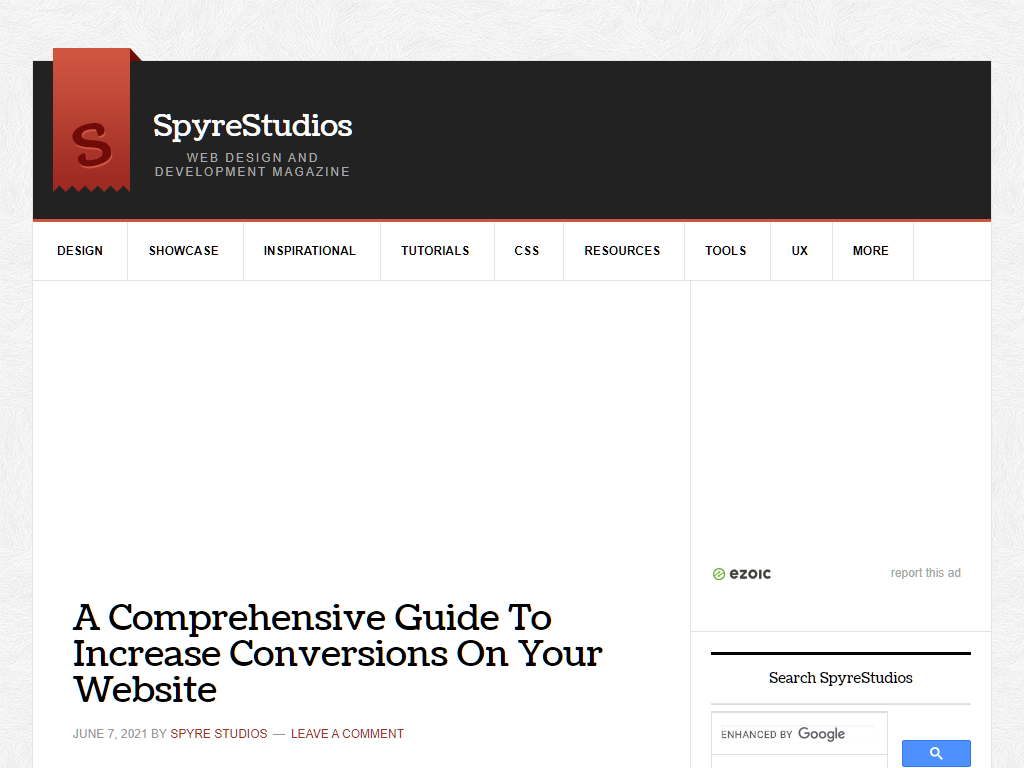 S
SpyreStudios
WEB DESIGN AND
DEVELOPMENT MAGAZINE
DESIGN
SHOWCASE
INSPIRATIONAL
TUTORIALS
CSS
RESOURCES
TOOLS
UX
MORE
ezoic
report this ad
A Comprehensive Guide To
Increase Conversions On Your
Website
JUNE 7, 2021 BY SPYRE STUDIOS — LEAVE A COMMENT
Search SpyreStudios
ENHANCED BY Google